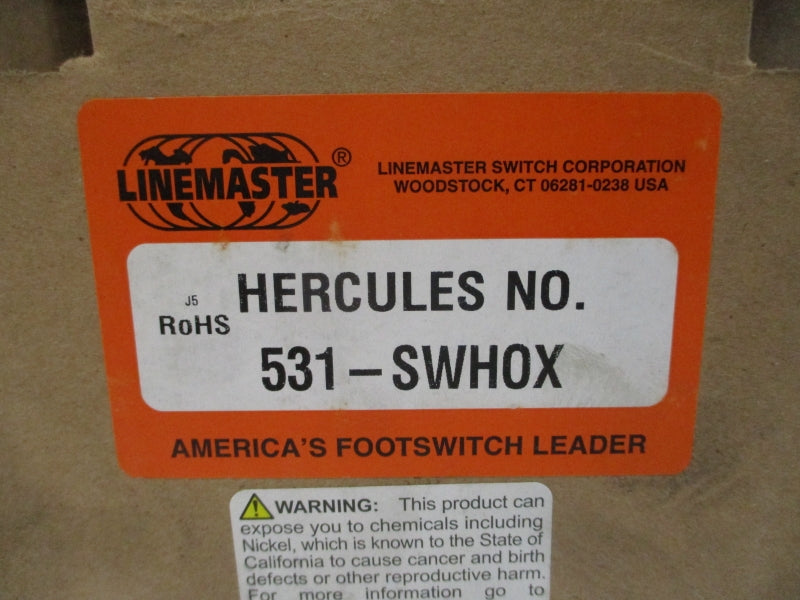 LINEMASTER ®
LINEMASTER SWITCH CORPORATION
WOODSTOCK, CT 06281-0238 USA
J5
RoHS
HERCULES NO.
531-SWHOX
AMERICA'S FOOTSWITCH LEADER
WARNING: This product can
expose you to chemicals including
Nickel, which is known to the State of
California to cause cancer and birth
defects or other reproductive harm.
For more information go to